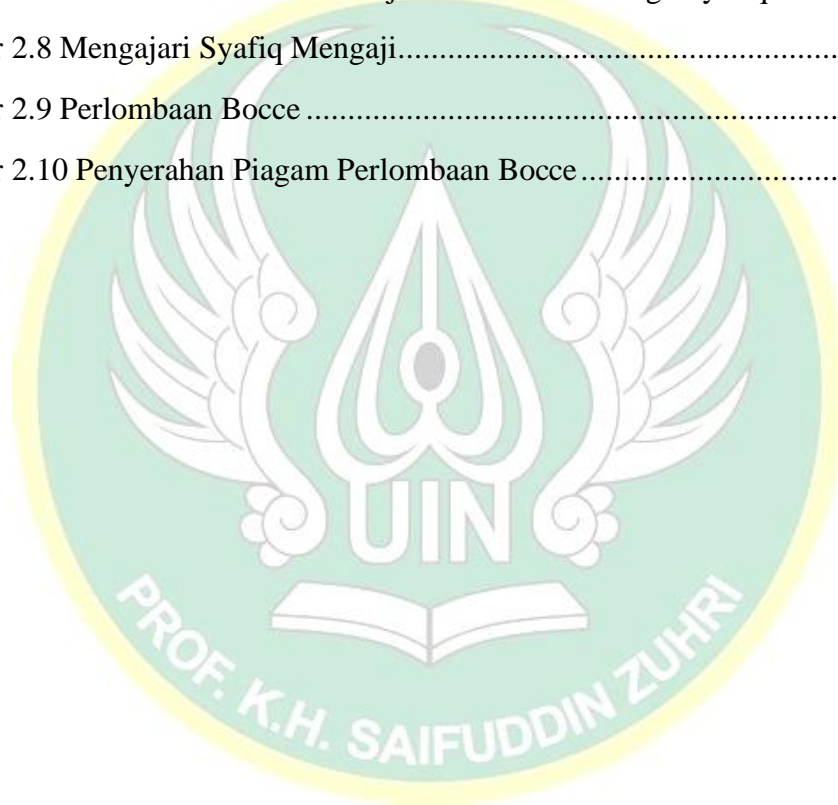 r 2.8 Mengajari Syafiq Mengaji..................................................
r 2.9 Perlombaan Bocce............................................................
r 2.10 Penyerahan Piagam Perlombaan Bocce.............................
UIN
PROF. K.H. SAIFUDDIN ZUHRI